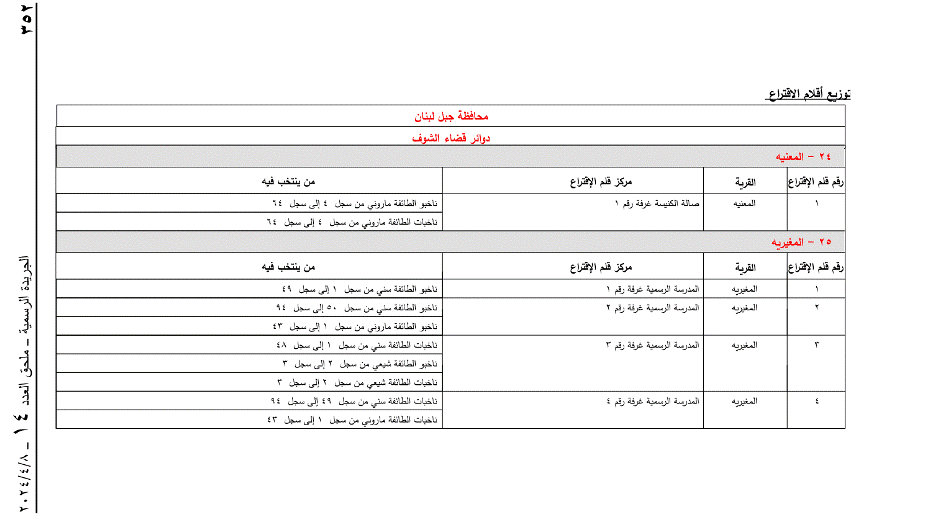 ٣٥٢
الجريدة الرسمية – ملحق العدد ١٤ – ٢٠٢٤/٤/٨
توزيع أقلام الاقتراع
محافظة جبل لبنان
دوائر قضاء الشوف
٢٤ – المعنيه
رقم قلم الإقتراع القرية مركز قلم الإقتراع من ينتخب فيه
١ المعنيه صالة الكنيسة غرفة رقم ١ ناخبو الطائفة ماروني من سجل ٤ إلى سجل ٦٤
ناخبات الطائفة ماروني من سجل ٤ إلى سجل ٦٤
٢٥ – المغيريه
رقم قلم الإقتراع القرية مركز قلم الإقتراع من ينتخب فيه
١ المغيريه المدرسة الرسمية غرفة رقم ١ ناخبو الطائفة سني من سجل ١ إلى سجل ٤٩
٢ المغيريه المدرسة الرسمية غرفة رقم ٢ ناخبو الطائفة سني من سجل ٥٠ إلى سجل ٩٤
ناخبو الطائفة ماروني من سجل ١ إلى سجل ٤٣
٣ المغيريه المدرسة الرسمية غرفة رقم ٣ ناخبات الطائفة سني من سجل ١ إلى سجل ٤٨
ناخبو الطائفة شيعي من سجل ٢ إلى سجل ٣
ناخبات الطائفة شيعي من سجل ٢ إلى سجل ٣
٤ المغيريه المدرسة الرسمية غرفة رقم ٤ ناخبات الطائفة سني من سجل ٤٩ إلى سجل ٩٤
ناخبات الطائفة ماروني من سجل ١ إلى سجل ٤٣